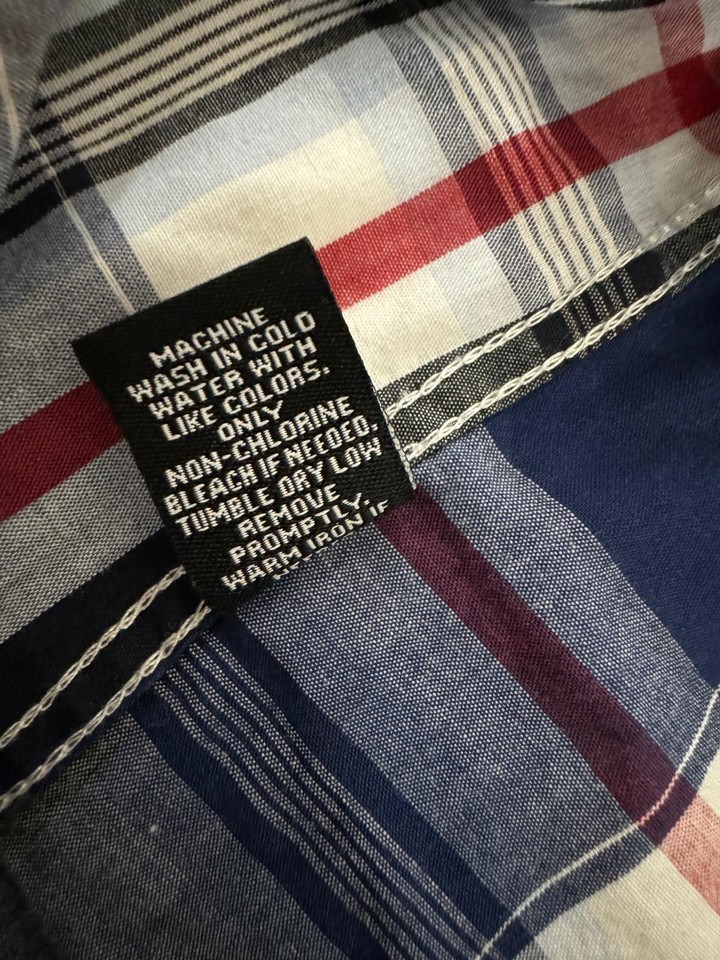 MACHINE
WASH IN COLD
WATER WITH
LIKE COLORS.
ONLY
NON-CHLORINE
BLEACH IF NEEDED.
TUMBLE DRY LOW
REMOVE
PROMPTLY.
WARM IRON IF